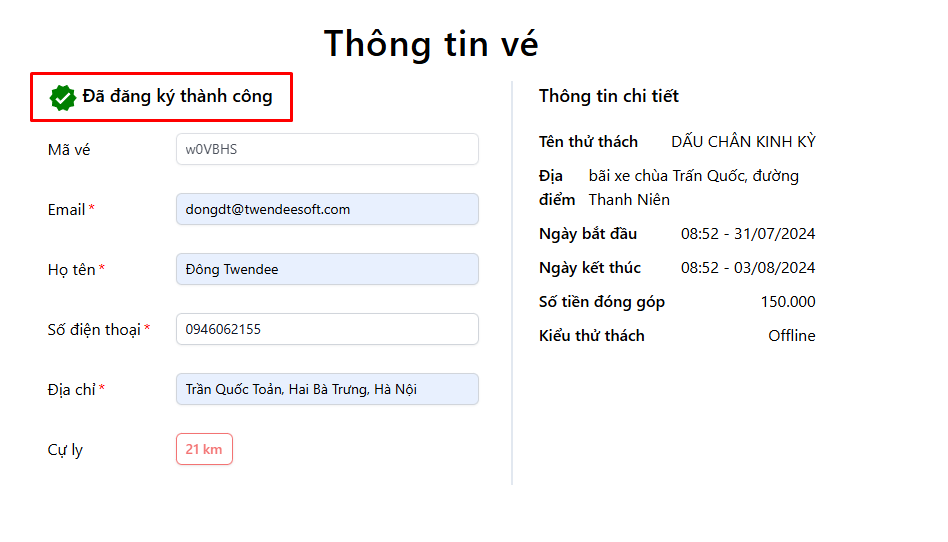 Thông tin vé
Đã đăng ký thành công
Mã vé w0VBHS
Email * dongdt@twendeesoft.com
Họ tên * Đông Twendee
Số điện thoại * 0946062155
Địa chỉ * Trần Quốc Toản, Hai Bà Trưng, Hà Nội
Cự ly 21 km
Thông tin chi tiết
Tên thử thách DẤU CHÂN KINH KỲ
Địa điểm bãi xe chùa Trấn Quốc, đường
Thanh Niên
Ngày bắt đầu 08:52 - 31/07/2024
Ngày kết thúc 08:52 - 03/08/2024
Số tiền đóng góp 150.000
Kiểu thử thách Offline